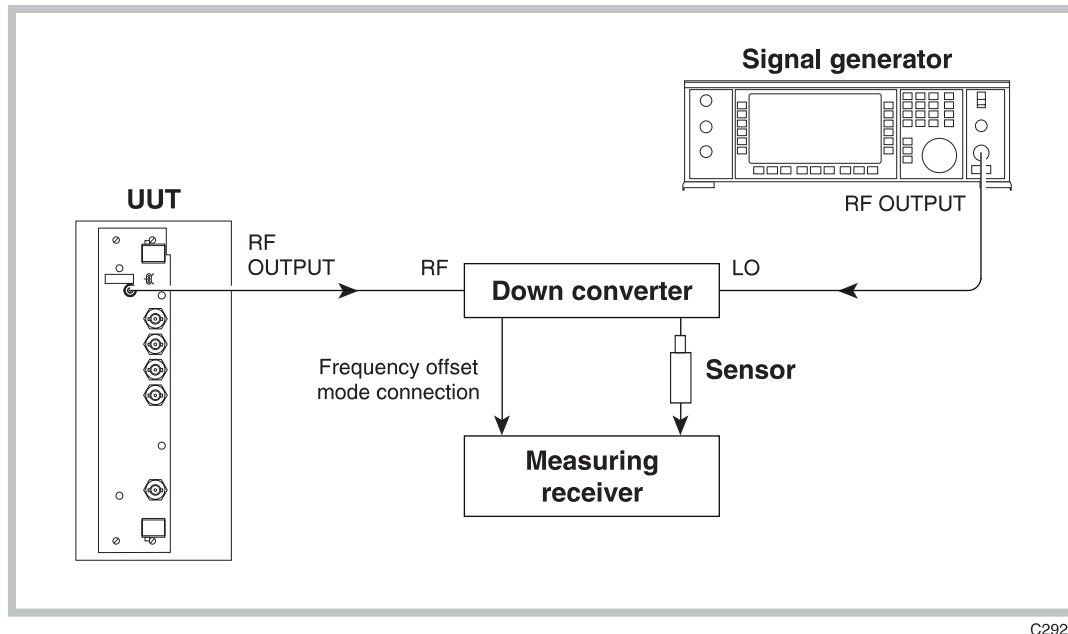 Signal generator
RF OUTPUT
UUT
RF
OUTPUT
RF
Down converter
LO
Frequency offset
mode connection
Sensor
Measuring
receiver
C292